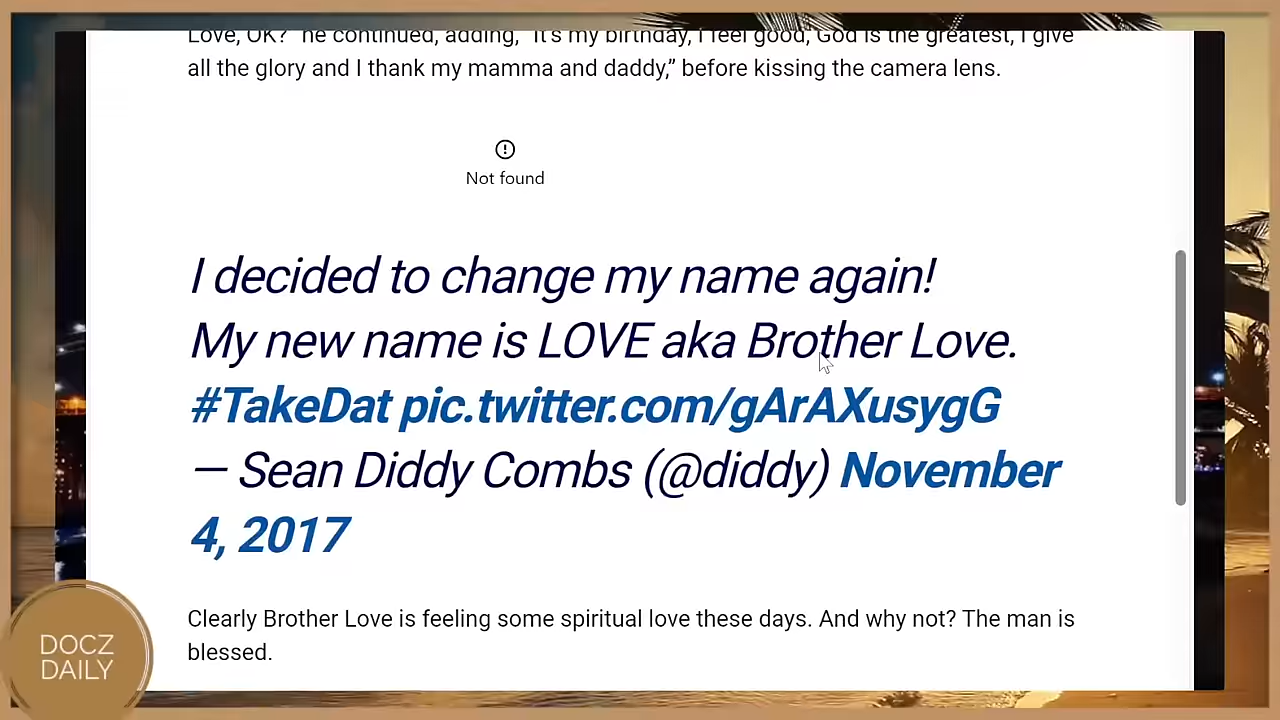 Love, OK?” he continued, adding, “It’s my birthday, I feel good, God is the greatest, I give
all the glory and I thank my mamma and daddy,” before kissing the camera lens.
Not found
I decided to change my name again!
My new name is LOVE aka Brother Love.
#TakeDat pic.twitter.com/gArAXusygG
— Sean Diddy Combs (@diddy) November
4, 2017
Clearly Brother Love is feeling some spiritual love these days. And why not? The man is
blessed.
DOCZ
DAILY